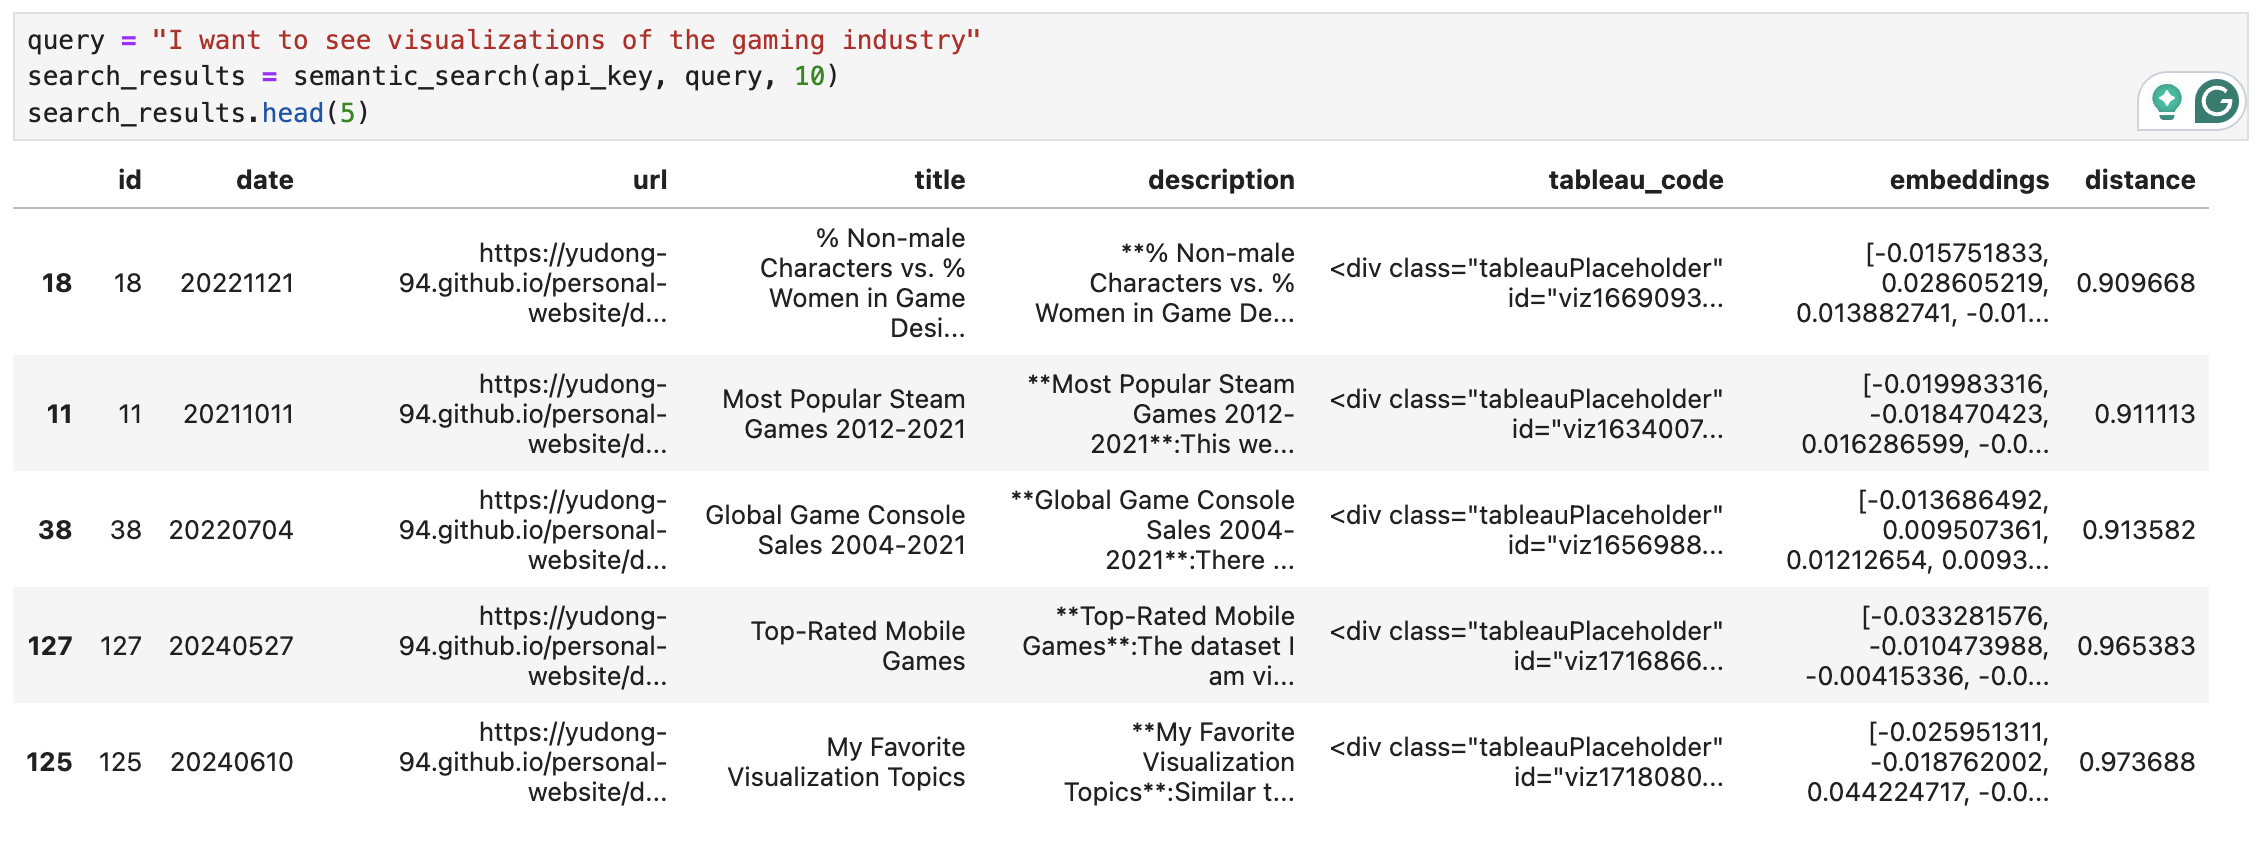 query = "I want to see visualizations of the gaming industry"
search_results = semantic_search(api_key, query, 10)
search_results.head(5)
id date url title description tableau_code embeddings distance
18 18 20221121 https://yudong-94.github.io/personal-website/d... % Non-male Characters vs. % Women in Game Desi... **% Non-male Characters vs. % Women in Game De... <div class="tableauPlaceholder" id="viz1669093... [-0.015751833, 0.028605219, 0.013882741, -0.01... 0.909668
11 11 20211011 https://yudong-94.github.io/personal-website/d... Most Popular Steam Games 2012-2021 **Most Popular Steam Games 2012-2021**:This we... <div class="tableauPlaceholder" id="viz1634007... [-0.019983316, -0.018470423, 0.016286599, -0.0... 0.911113
38 38 20220704 https://yudong-94.github.io/personal-website/d... Global Game Console Sales 2004-2021 **Global Game Console Sales 2004-2021**:There ... <div class="tableauPlaceholder" id="viz1656988... [-0.013686492, 0.009507361, 0.01212654, 0.0093... 0.913582
127 127 20240527 https://yudong-94.github.io/personal-website/d... Top-Rated Mobile Games **Top-Rated Mobile Games**:The dataset I am vi... <div class="tableauPlaceholder" id="viz1716866... [-0.033281576, -0.010473988, -0.00415336, -0.0... 0.965383
125 125 20240610 https://yudong-94.github.io/personal-website/d... My Favorite Visualization Topics **My Favorite Visualization Topics**:Similar t... <div class="tableauPlaceholder" id="viz1718080... [-0.025951311, -0.018762002, 0.044224717, -0.0... 0.973688